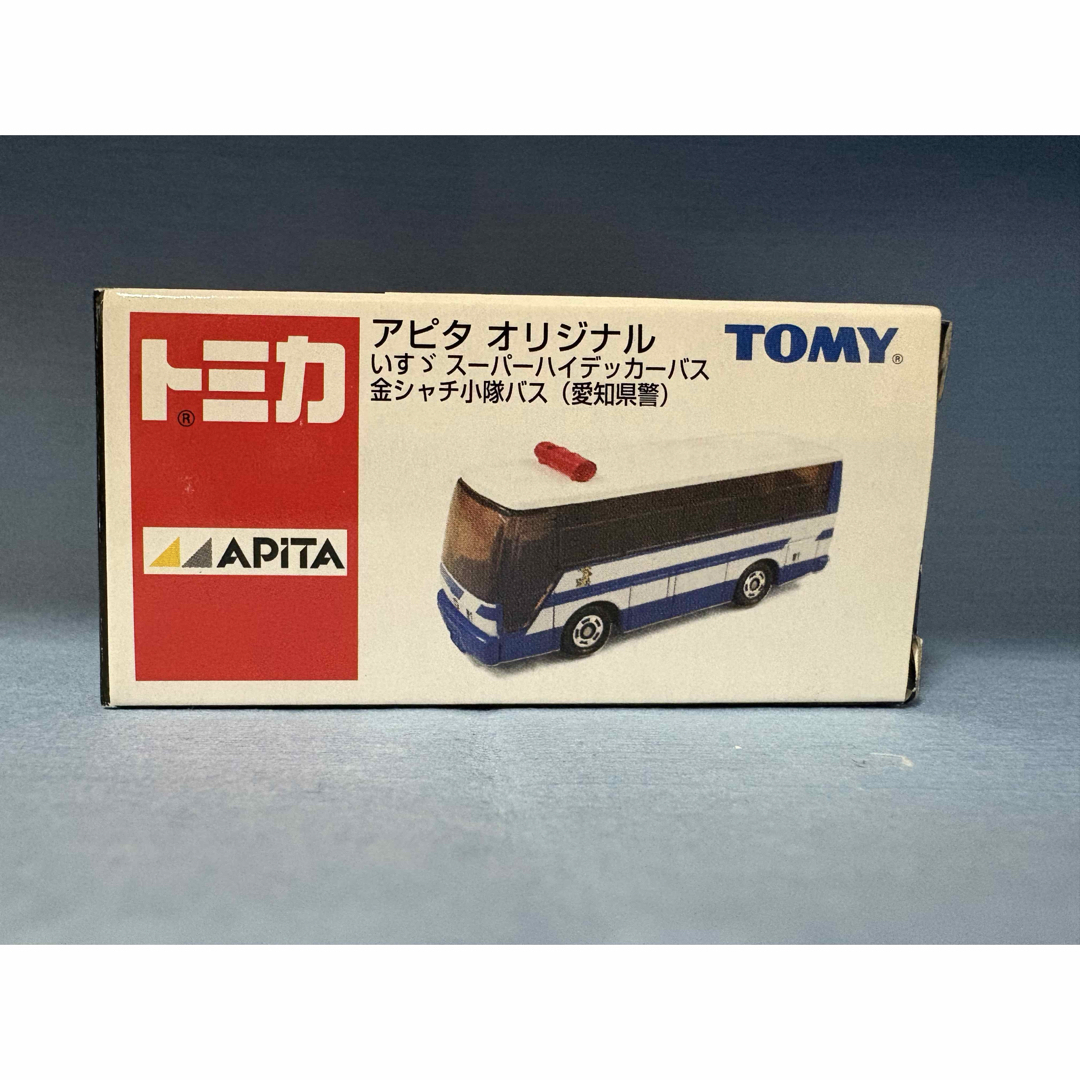 トミカ®
APiTA
アピタ オリジナル
いすゞ スーパーハイデッカーバス
金シャチ小隊バス（愛知県警）
TOMY®